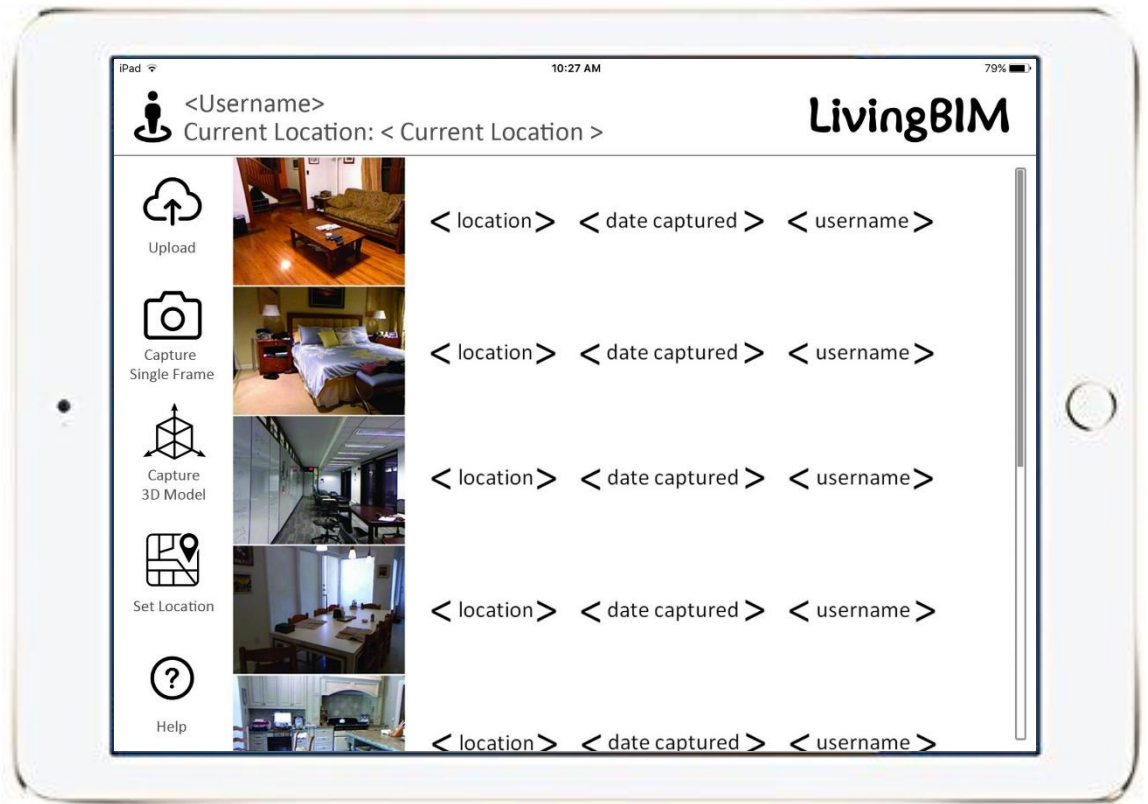 iPad 10:27 AM 79%
<Username>
Current Location: < Current Location >
LivingBIM
Upload
Capture
Single Frame
Capture
3D Model
Set Location
Help
< location > < date captured > < username >
< location > < date captured > < username >
< location > < date captured > < username >
< location > < date captured > < username >
< location > < date captured > < username >